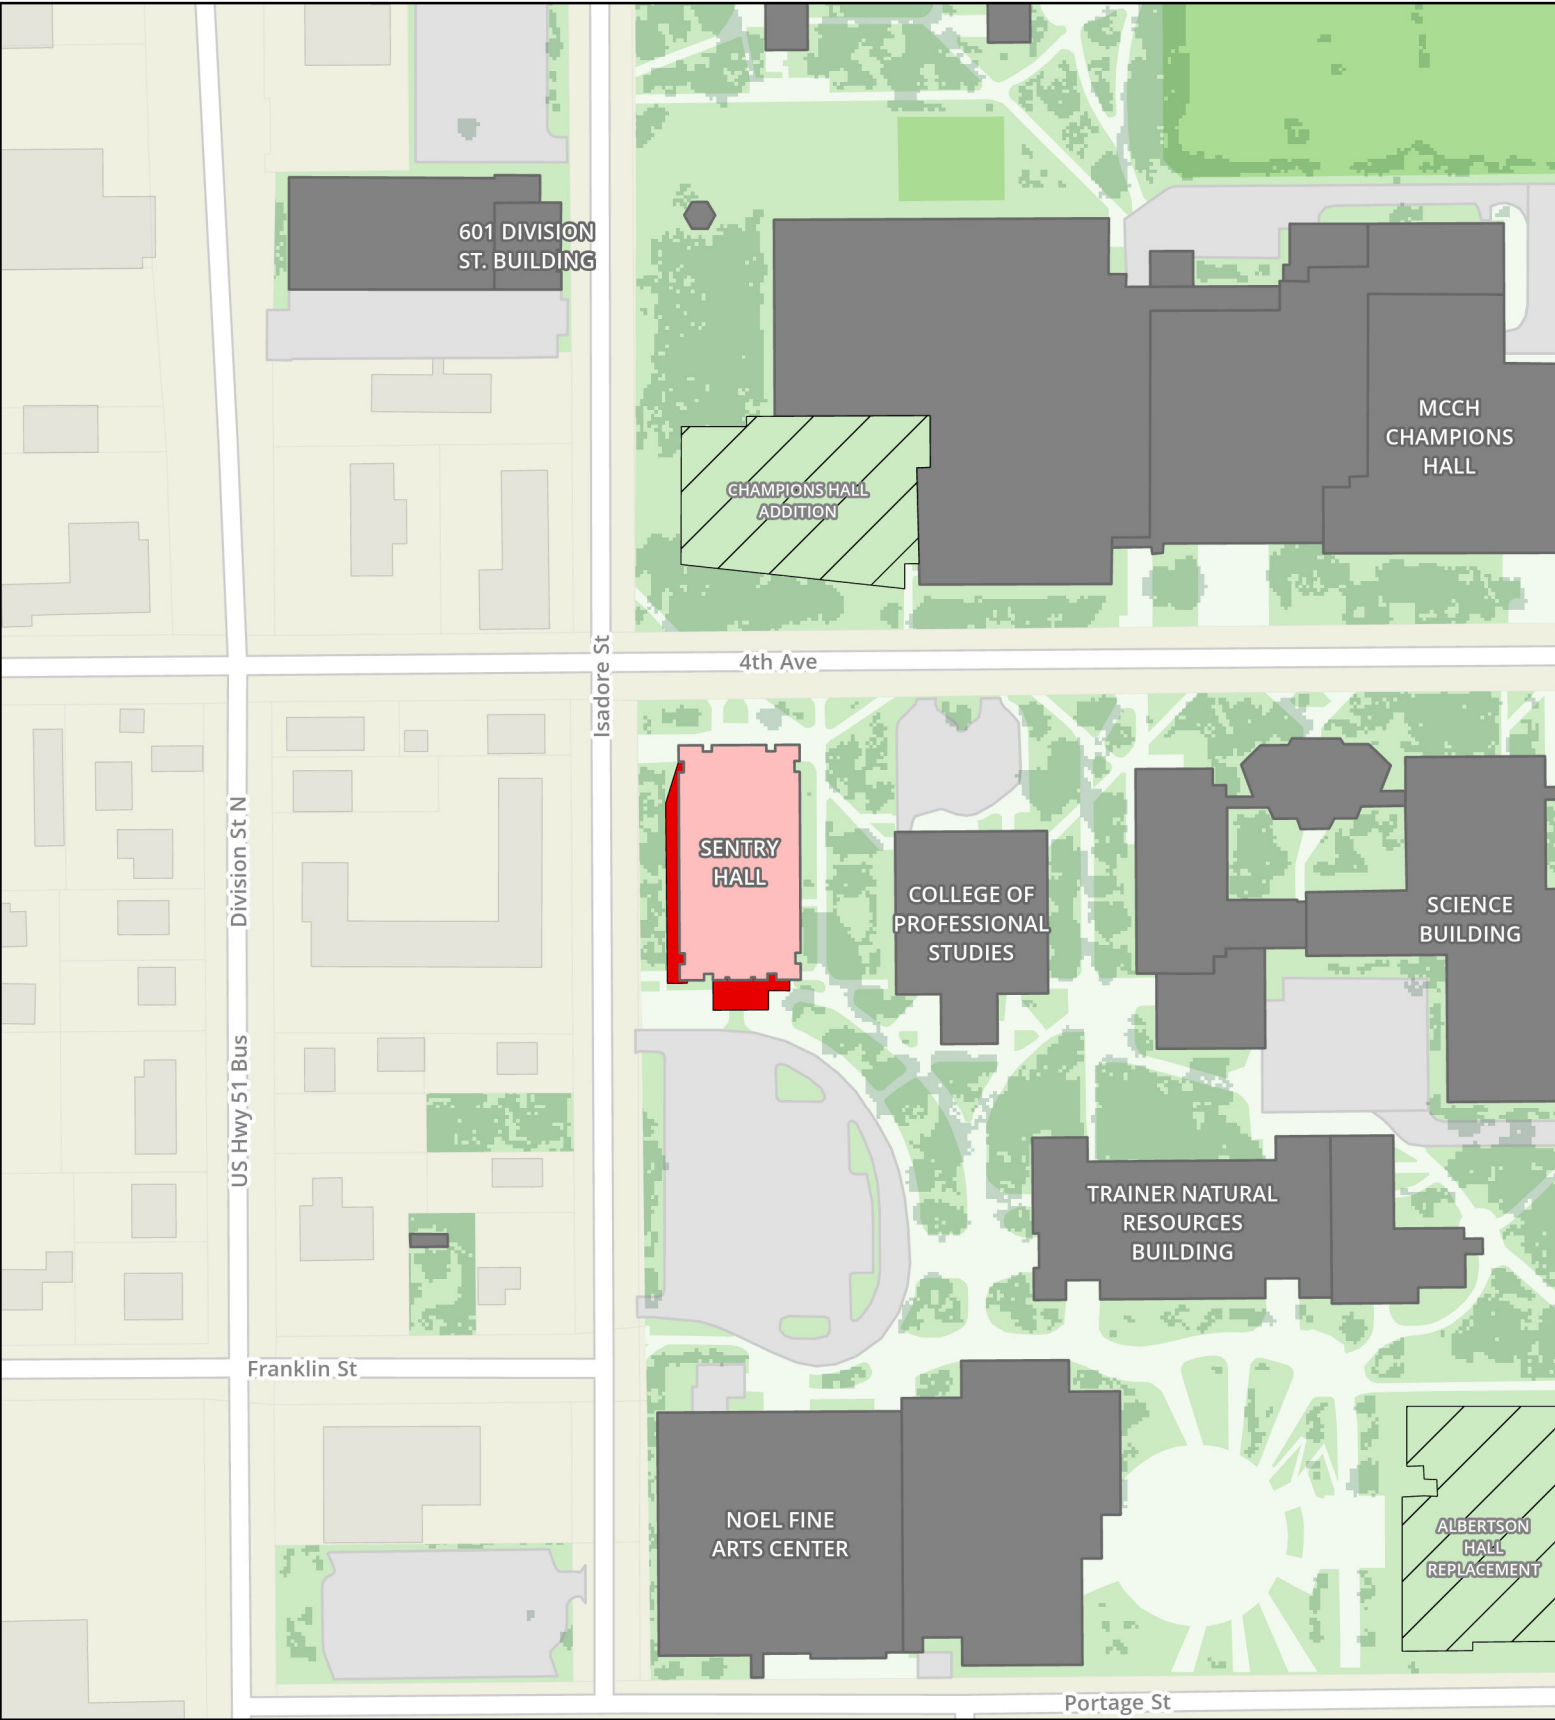 601 DIVISION
ST. BUILDING
MCCH
CHAMPIONS
HALL
CHAMPIONS HALL
ADDITION
Isadore St
4th Ave
Division St N
SENTRY
HALL
COLLEGE OF
PROFESSIONAL
STUDIES
SCIENCE
BUILDING
US Hwy 51 Bus
TRAINER NATURAL
RESOURCES
BUILDING
Franklin St
NOEL FINE
ARTS CENTER
ALBERTSON
HALL
REPLACEMENT
Portage St